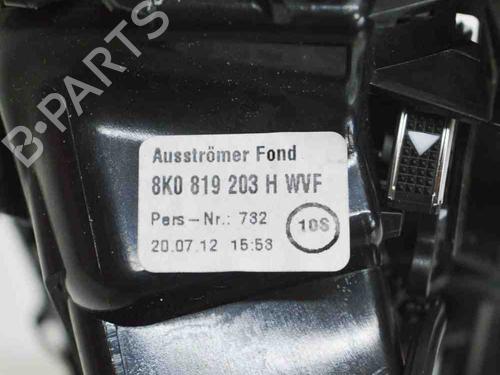 B-PARTS
Ausströmer Fond
8K0 819 203 H WVF
Pers-Nr.: 732
10S
20.07.12 15:53